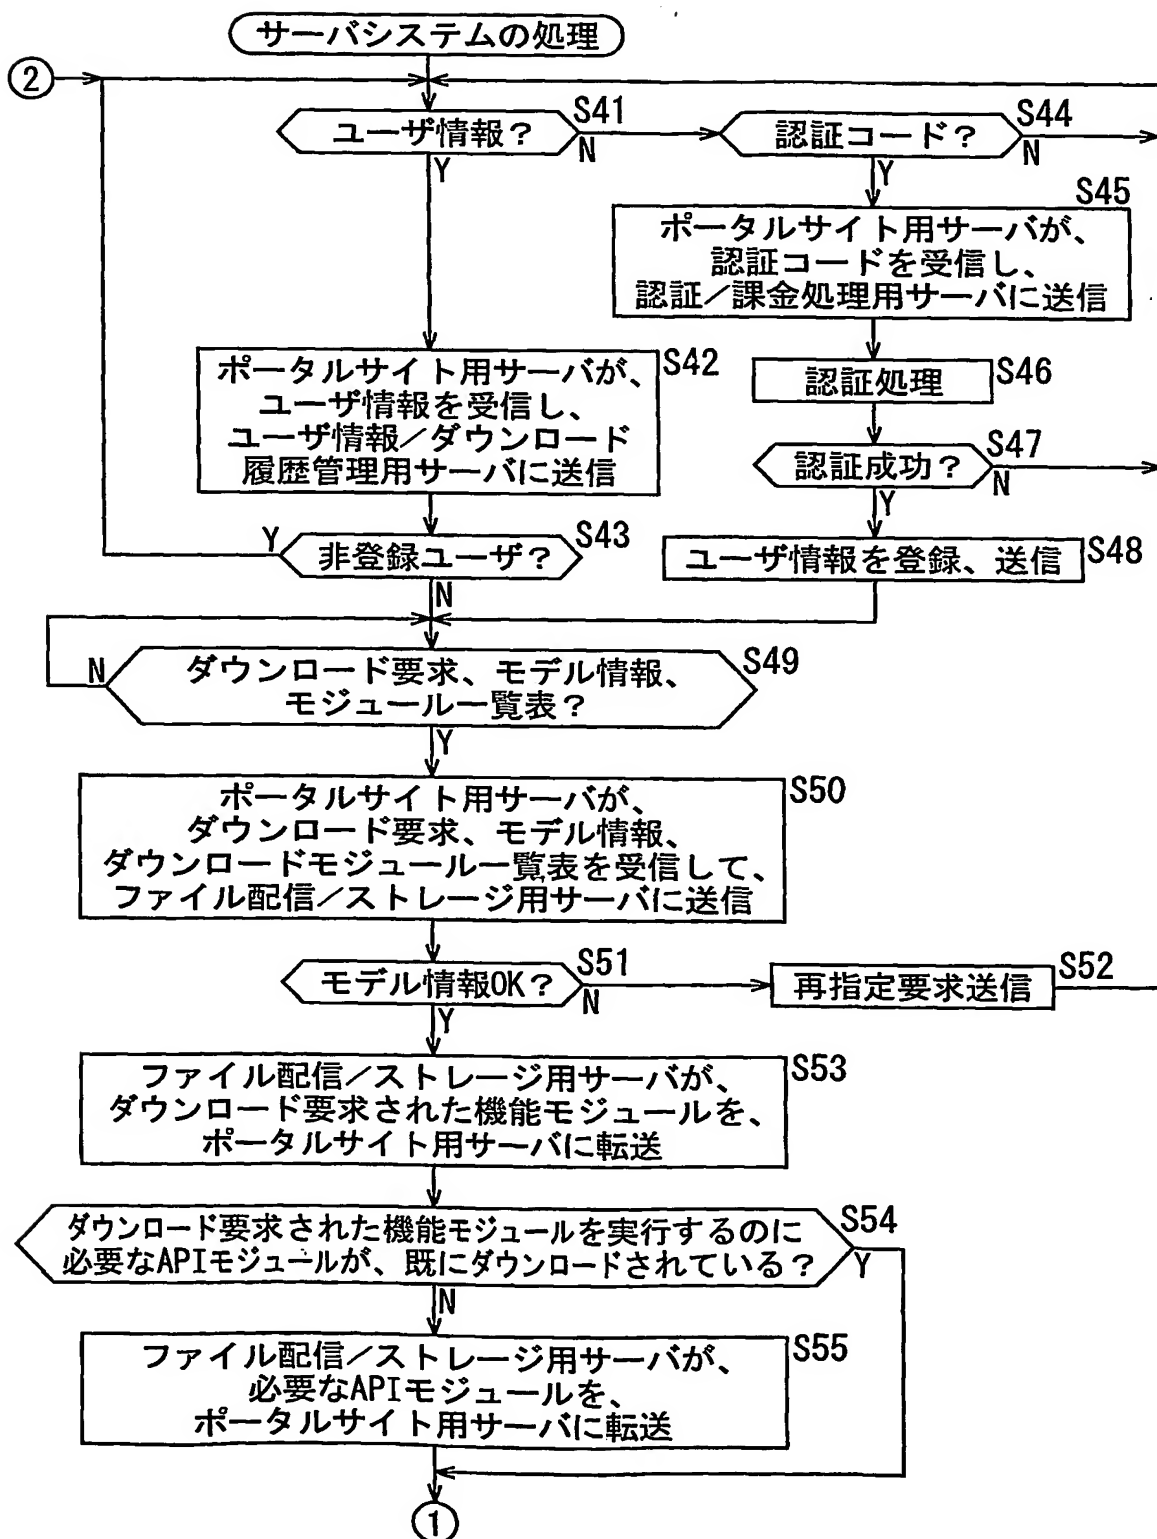 サーバシステムの処理
②
ユーザ情報?
S41
N
Y
認証コード?
S44
N
Y
S45
ポータルサイト用サーバが、
認証コードを受信し、
認証/課金処理用サーバに送信
S42
ポータルサイト用サーバが、
ユーザ情報を受信し、
ユーザ情報/ダウンロード
履歴管理用サーバに送信
認証処理
S46
認証成功?
S47
N
Y
Y
非登録ユーザ?
S43
N
ユーザ情報を登録、送信
S48
N
ダウンロード要求、モデル情報、
モジュール一覧表?
S49
Y
S50
ポータルサイト用サーバが、
ダウンロード要求、モデル情報、
ダウンロードモジュール一覧表を受信して、
ファイル配信/ストレージ用サーバに送信
モデル情報OK?
S51
N
Y
再指定要求送信
S52
S53
ファイル配信/ストレージ用サーバが、
ダウンロード要求された機能モジュールを、
ポータルサイト用サーバに転送
ダウンロード要求された機能モジュールを実行するのに
必要なAPIモジュールが、既にダウンロードされている?
S54
Y
N
S55
ファイル配信/ストレージ用サーバが、
必要なAPIモジュールを、
ポータルサイト用サーバに転送
①